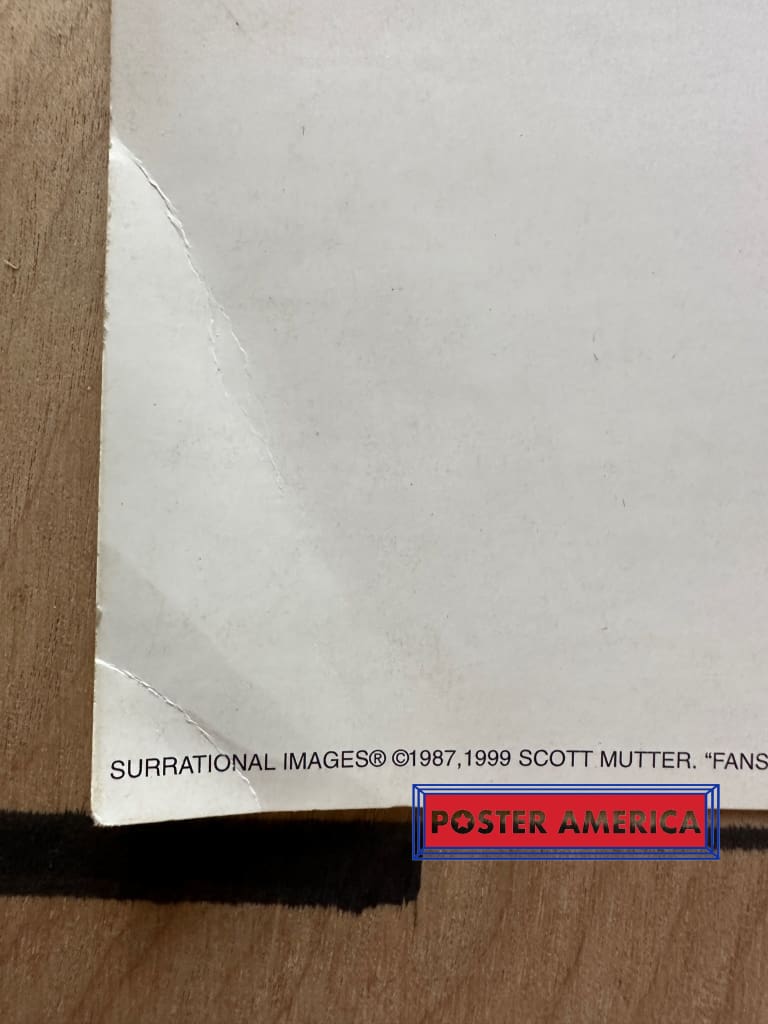 SURRATIONAL IMAGES® ©1987,1999 SCOTT MUTTER. “FANS
POSTER AMERICA